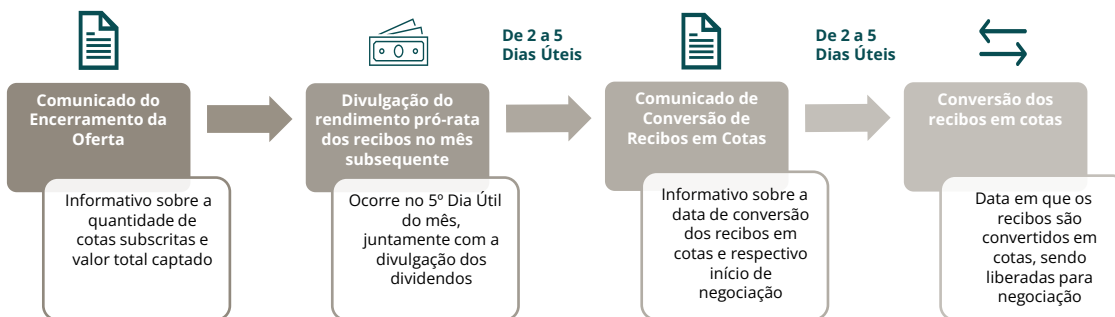 Comunicado do
Encerramento da
Oferta
Informativo sobre a
quantidade de
cotas subscritas e
valor total captado
Divulgação do
rendimento pró-rata
dos recibos no mês
subsequente
Ocorre no 5º Dia Útil
do mês,
juntamente com a
divulgação dos
dividendos
De 2 a 5
Dias Úteis
Comunicado de
Conversão de
Recibos em Cotas
Informativo sobre a
data de conversão
dos recibos em
cotas e respectivo
início de
negociação
De 2 a 5
Dias Úteis
Conversão dos
recibos em cotas
Data em que os
recibos são
convertidos em
cotas, sendo
liberadas para
negociação